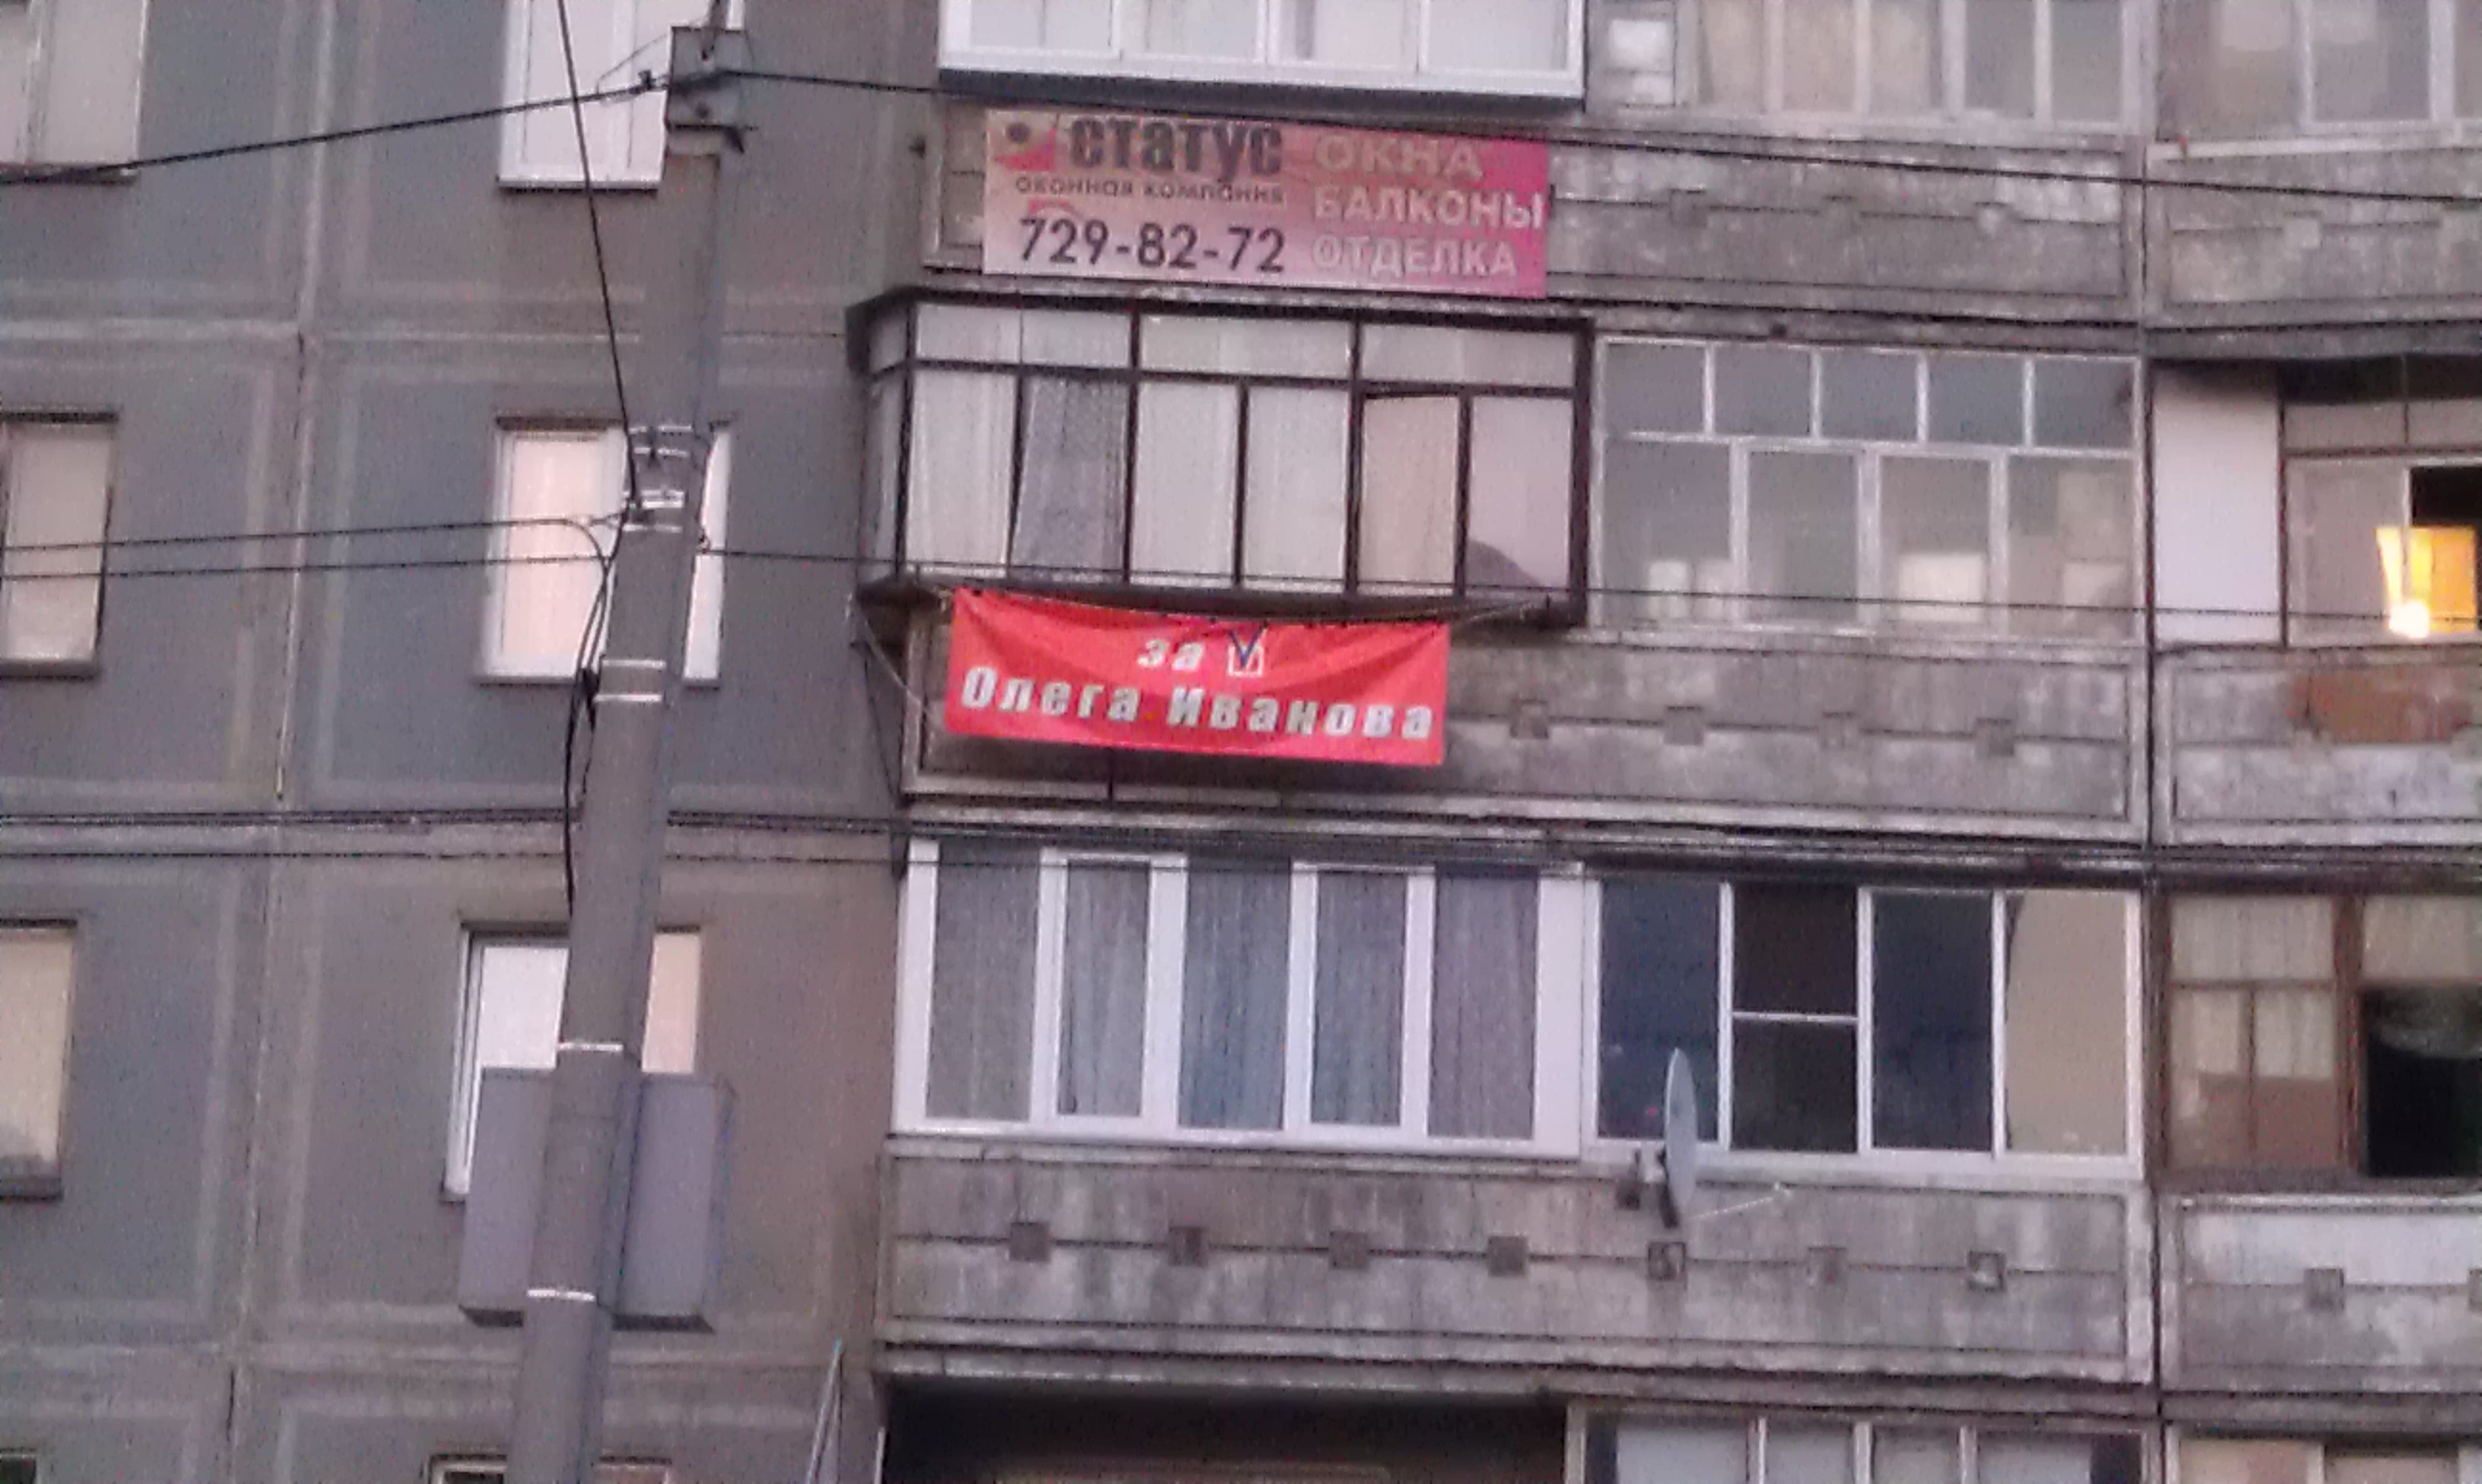 статус
оконная компания
729-82-72
ОКНА
БАЛКОНЫ
ОТДЕЛКА
за
Олега Иванова